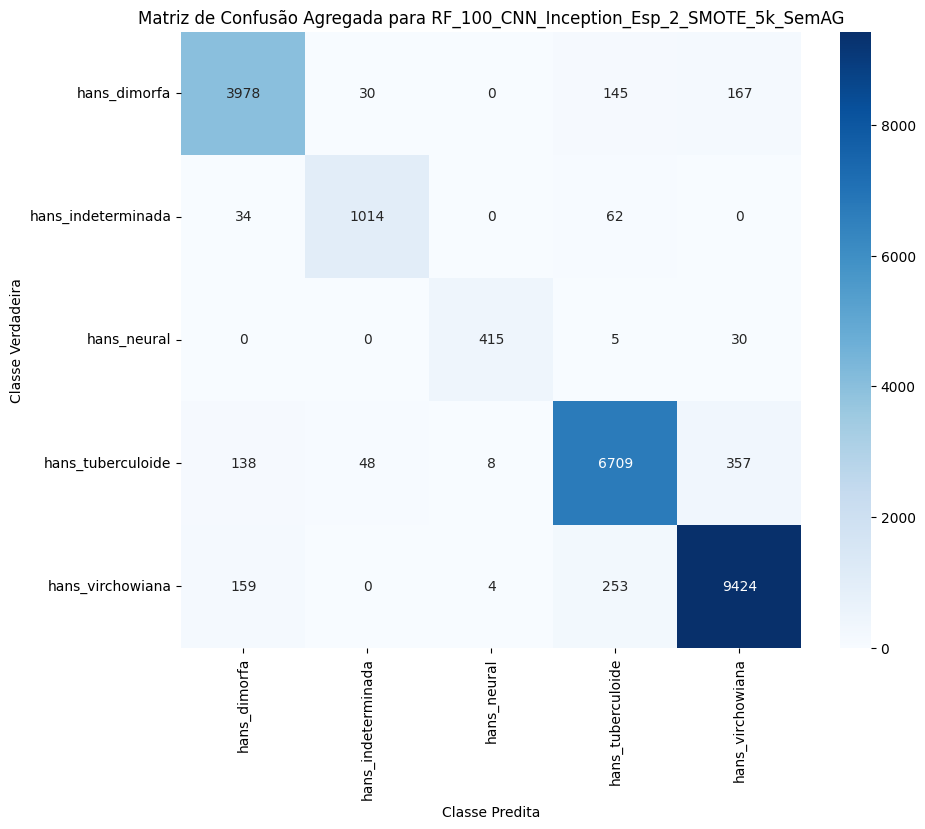 Matriz de Confusão Agregada para RF_100_CNN_Inception_Esp_2_SMOTE_5k_SemAG
Classe Verdadeira
hans_dimorfa 3978 30 0 145 167
hans_indeterminada 34 1014 0 62 0
hans_neural 0 0 415 5 30
hans_tuberculoide 138 48 8 6709 357
hans_virchowiana 159 0 4 253 9424
hans_dimorfa
hans_indeterminada
hans_neural
hans_tuberculoide
hans_virchowiana
Classe Predita
8000
6000
4000
2000
0